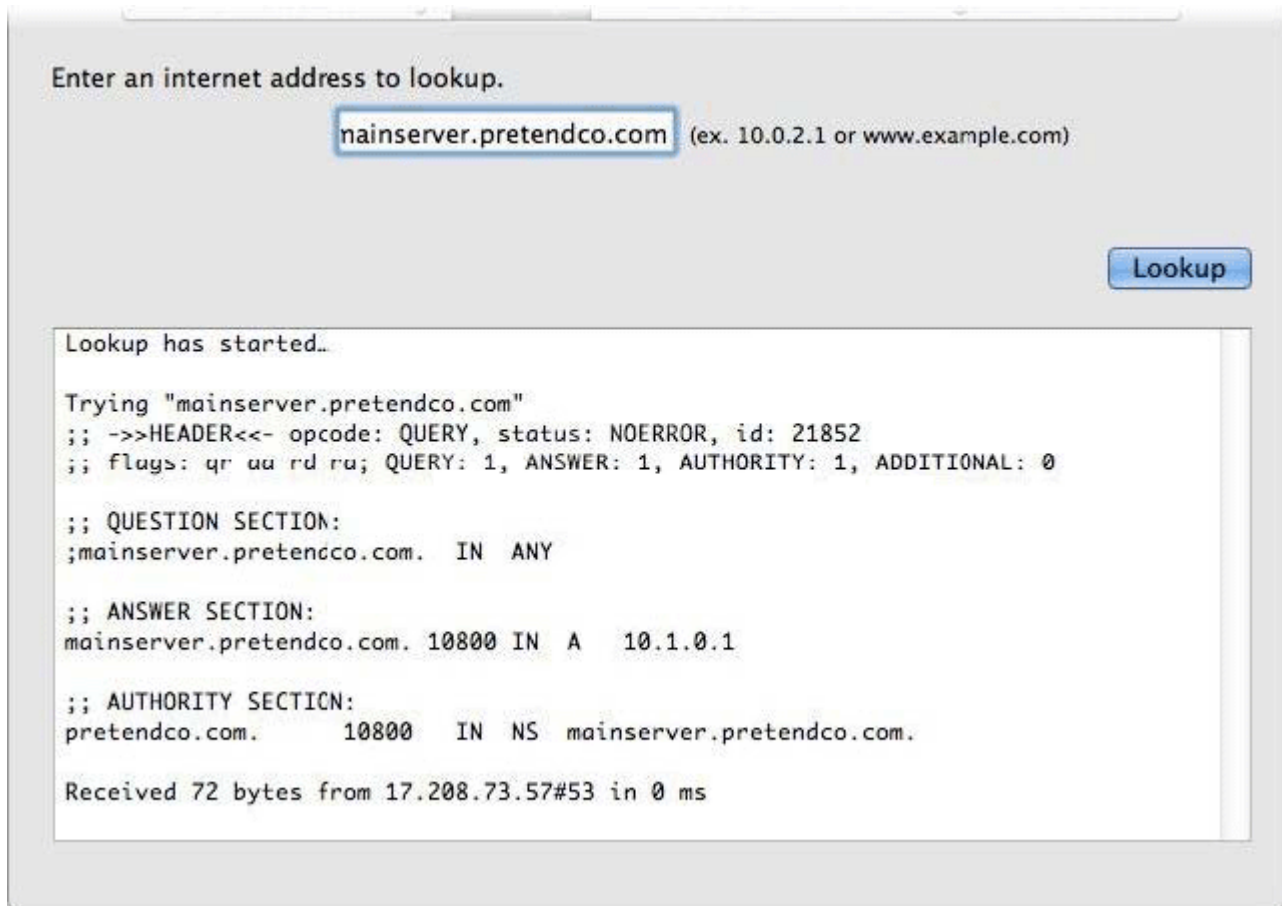 Enter an internet address to lookup.
mainserver.pretendco.com (ex. 10.0.2.1 or www.example.com)
Lookup
Lookup has started…
Trying "mainserver.pretendco.com"
;; ->>HEADER<<- opcode: QUERY, status: NOERROR, id: 21852
;; flags: qr aa rd ra; QUERY: 1, ANSWER: 1, AUTHORITY: 1, ADDITIONAL: 0
;; QUESTION SECTION:
;mainserver.pretendco.com. IN ANY
;; ANSWER SECTION:
mainserver.pretendco.com. 10800 IN A 10.1.0.1
;; AUTHORITY SECTION:
pretendco.com. 10800 IN NS mainserver.pretendco.com.
Received 72 bytes from 17.208.73.57#53 in 0 ms